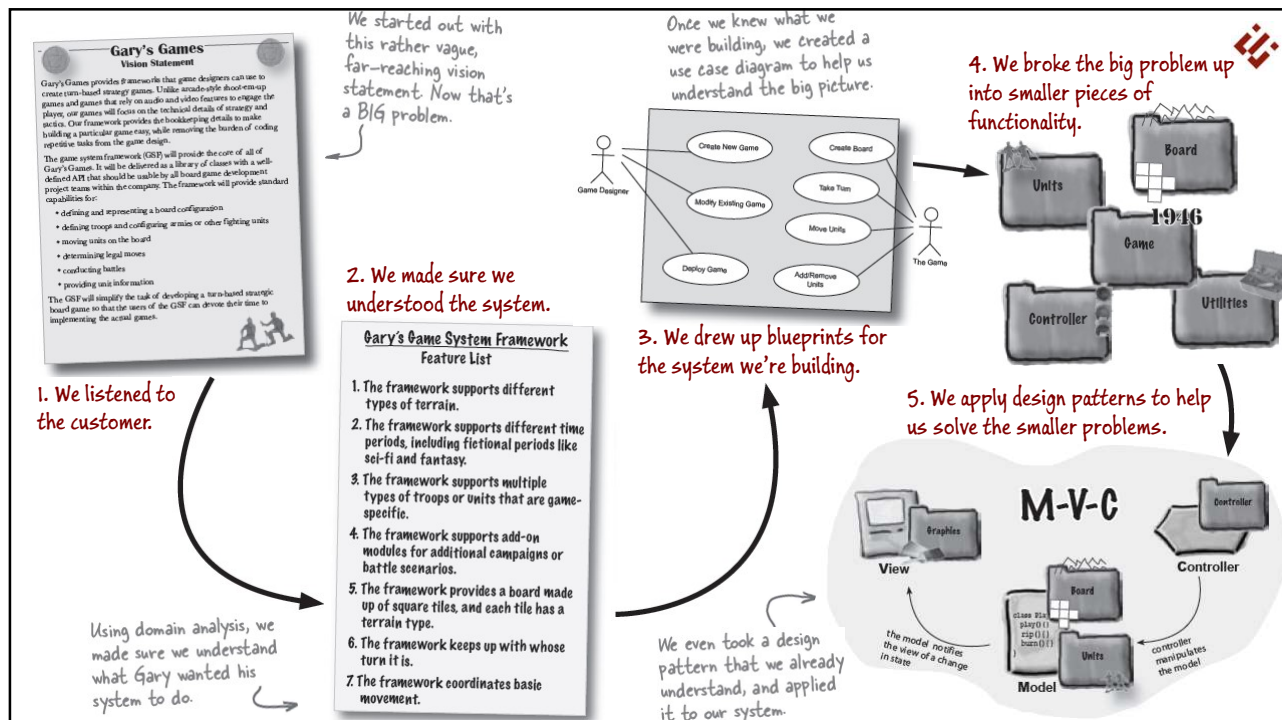 Gary's Games
Vision Statement
Gary's Games provides frameworks that game designers can use to
create turn-based strategy games. Unlike arcade-style shoot-em-up
games and games that rely on audio and video features to engage the
player, our games will focus on the technical details of strategy and
tactics. Our framework provides the bookkeeping details to make
building a particular game easy, while removing the burden of coding
repetitive tasks from the game design.
The game system framework (GSF) will provide the core of all of
Gary's Games. It will be delivered as a library of classes with a well-
defined API that should be usable by all board game development
project teams within the company. The framework will provide standard
capabilities for:
• defining and representing a board configuration
• defining troops and configuring armies or other fighting units
• moving units on the board
• determining legal moves
• conducting battles
• providing unit information
The GSF will simplify the task of developing a turn-based strategic
board game so that the users of the GSF can devote their time to
implementing the actual games.
We started out with
this rather vague,
far-reaching vision
statement. Now that's
a BIG problem.
1. We listened to
the customer.
2. We made sure we
understood the system.
Gary's Game System Framework
Feature List
1. The framework supports different
types of terrain.
2. The framework supports different time
periods, including fictional periods like
sci-fi and fantasy.
3. The framework supports multiple
types of troops or units that are game-
specific.
4. The framework supports add-on
modules for additional campaigns or
battle scenarios.
5. The framework provides a board made
up of square tiles, and each tile has a
terrain type.
6. The framework keeps up with whose
turn it is.
7. The framework coordinates basic
movement.
Using domain analysis, we
made sure we understand
what Gary wanted his
system to do.
Once we knew what we
were building, we created a
use case diagram to help us
understand the big picture.
Game Designer
Create New Game
Modify Existing Game
Deploy Game
Create Board
Take Turn
Move Units
Add/Remove
Units
The Game
3. We drew up blueprints for
the system we're building.
4. We broke the big problem up
into smaller pieces of
functionality.
Board
Units
1946
Game
Utilities
Controller
5. We apply design patterns to help
us solve the smaller problems.
M-V-C
Graphics
View
Controller
Controller
Board
class Play
play(){}
rip(){}
burn(){}
}
Units
Model
the model notifies
the view of a change
in state
controller
manipulates
the model
We even took a design
pattern that we already
understand, and applied
it to our system.